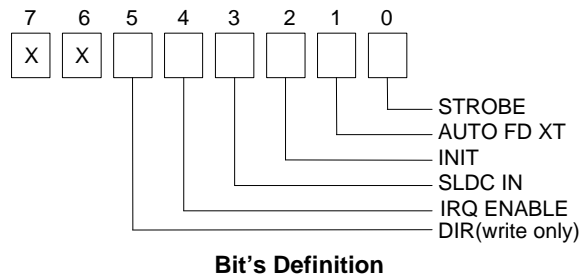 7 6 5 4 3 2 1 0
X X
STROBE
AUTO FD XT
INIT
SLDC IN
IRQ ENABLE
DIR(write only)
Bit's Definition